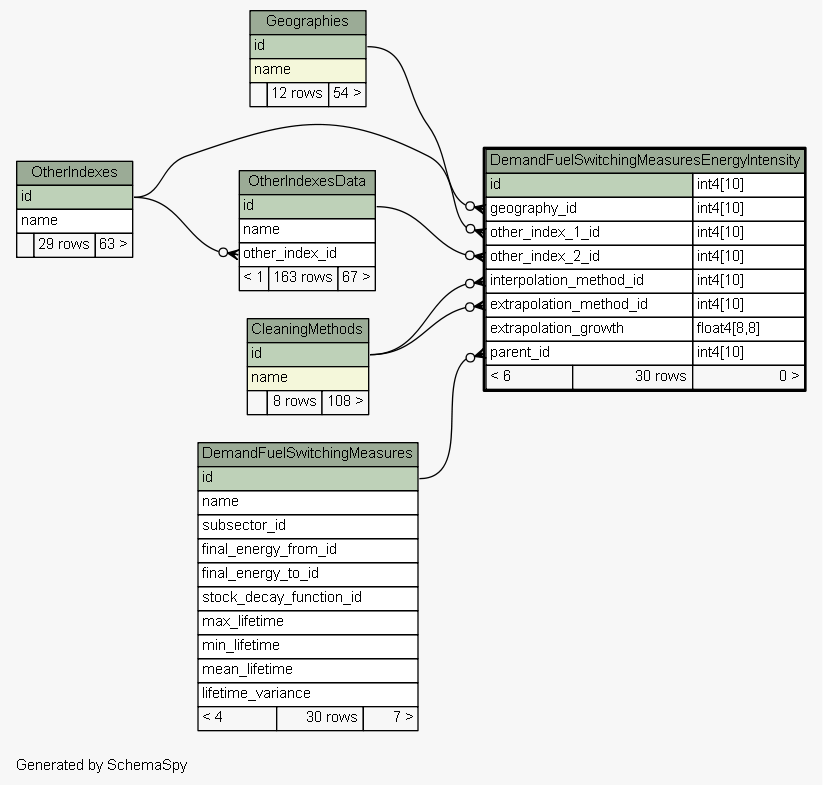 Geographies
id
name
12 rows 54 >
OtherIndexes
id
name
29 rows 63 >
OtherIndexesData
id
name
other_index_id
< 1 163 rows 67 >
DemandFuelSwitchingMeasuresEnergyIntensity
id int4[10]
geography_id int4[10]
other_index_1_id int4[10]
other_index_2_id int4[10]
interpolation_method_id int4[10]
extrapolation_method_id int4[10]
extrapolation_growth float4[8,8]
parent_id int4[10]
< 6 30 rows 0 >
CleaningMethods
id
name
8 rows 108 >
DemandFuelSwitchingMeasures
id
name
subsector_id
final_energy_from_id
final_energy_to_id
stock_decay_function_id
max_lifetime
min_lifetime
mean_lifetime
lifetime_variance
< 4 30 rows 7 >
Generated by SchemaSpy